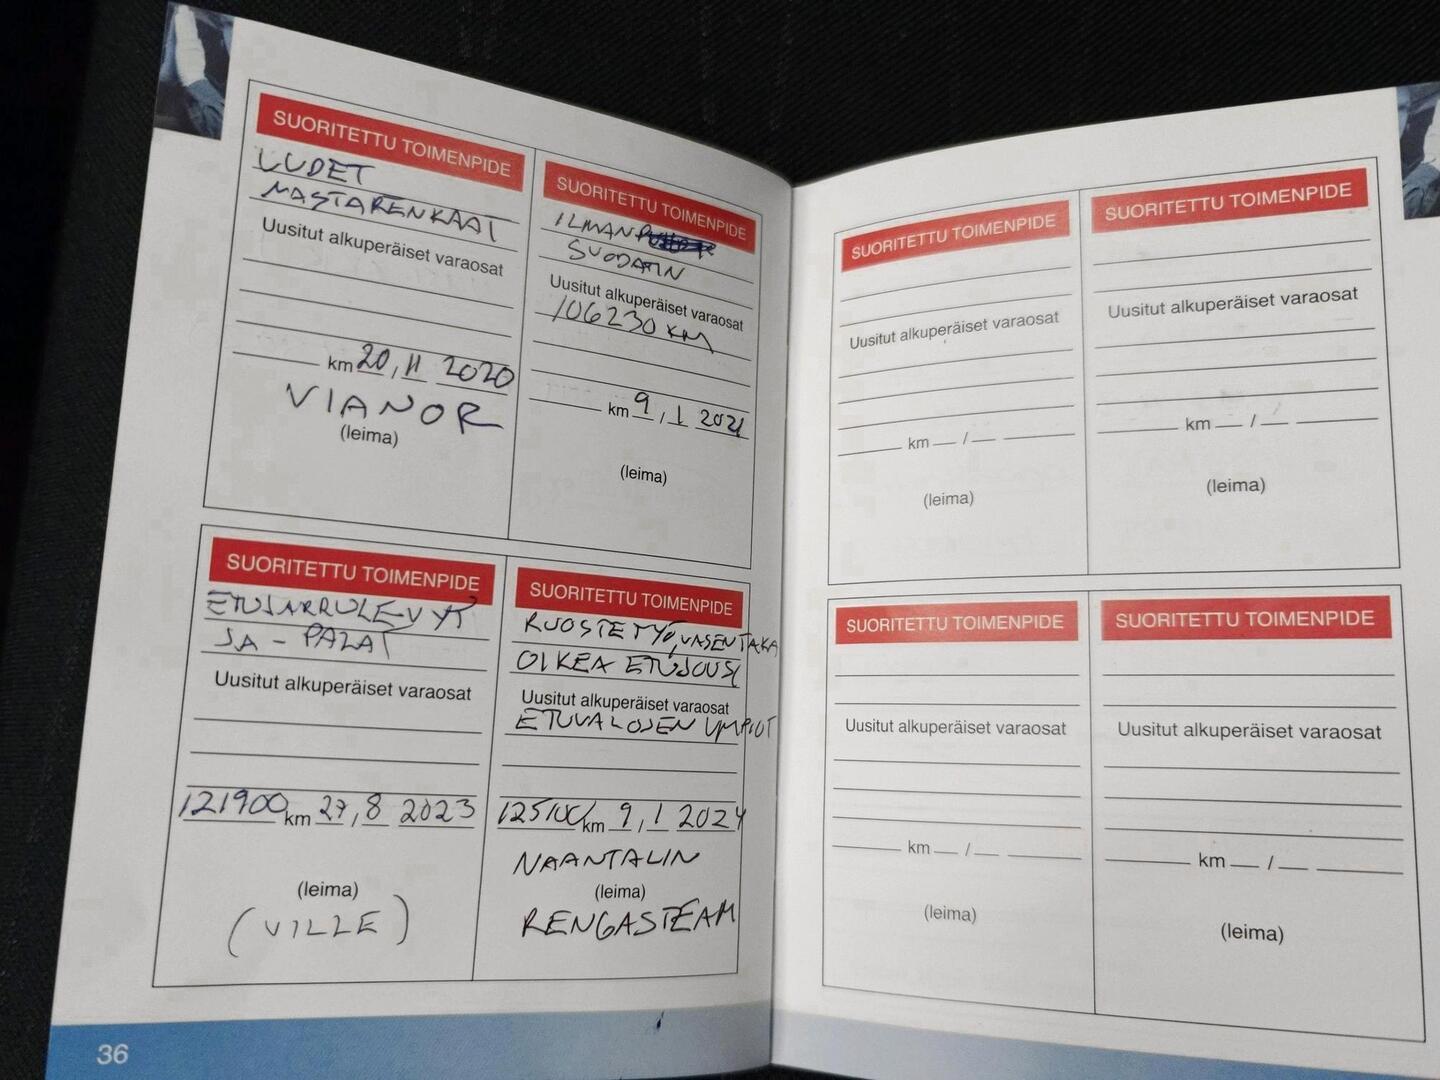 SUORITETTU TOIMENPIDE
UUDET
NASTARENKAAT
Uusitut alkuperäiset varaosat
km 20, 11 2020
VIANOR
(leima)
SUORITETTU TOIMENPIDE
ILMAN
SUODATIN
Uusitut alkuperäiset varaosat
106230 KM
km 9, 1 2021
(leima)
SUORITETTU TOIMENPIDE
ETUJARRULEVYT
JA - PALAT
Uusitut alkuperäiset varaosat
121900 km 27, 8 2023
(leima)
(VILLE)
SUORITETTU TOIMENPIDE
RUOSTETYÖ, VASEN TAKA
OIKEA ETUJOUSI
Uusitut alkuperäiset varaosat
ETUVALOJEN UMPIOT
125100 km 9, 1 2024
NAANTALIN
(leima)
RENGASTEAM
36
SUORITETTU TOIMENPIDE
Uusitut alkuperäiset varaosat
km /
(leima)
SUORITETTU TOIMENPIDE
Uusitut alkuperäiset varaosat
km /
(leima)
SUORITETTU TOIMENPIDE
Uusitut alkuperäiset varaosat
km /
(leima)
SUORITETTU TOIMENPIDE
Uusitut alkuperäiset varaosat
km /
(leima)